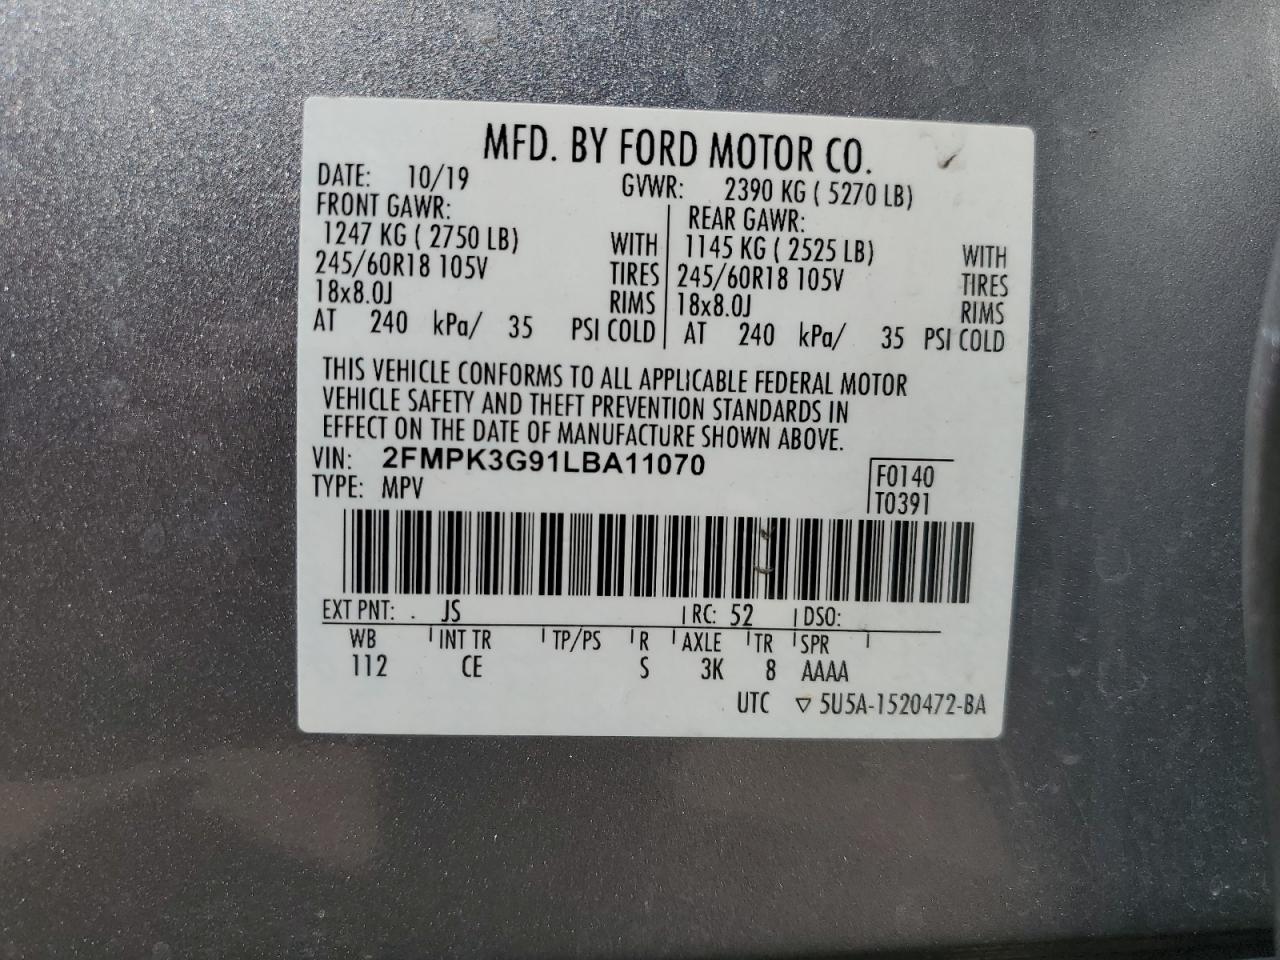 MFD. BY FORD MOTOR CO.
DATE: 10/19 GVWR: 2390 KG ( 5270 LB)
FRONT GAWR: REAR GAWR:
1247 KG ( 2750 LB) WITH 1145 KG ( 2525 LB) WITH
245/60R18 105V TIRES 245/60R18 105V TIRES
18x8.0J RIMS 18x8.0J RIMS
AT 240 kPa/ 35 PSI COLD AT 240 kPa/ 35 PSI COLD
THIS VEHICLE CONFORMS TO ALL APPLICABLE FEDERAL MOTOR
VEHICLE SAFETY AND THEFT PREVENTION STANDARDS IN
EFFECT ON THE DATE OF MANUFACTURE SHOWN ABOVE.
VIN: 2FMPK3G91LBA11070 F0140
TYPE: MPV T0391
EXT PNT: . JS RC: 52 DSO:
WB INT TR TP/PS R AXLE TR SPR
112 CE S 3K 8 AAAA
UTC ▽ 5U5A-1520472-BA